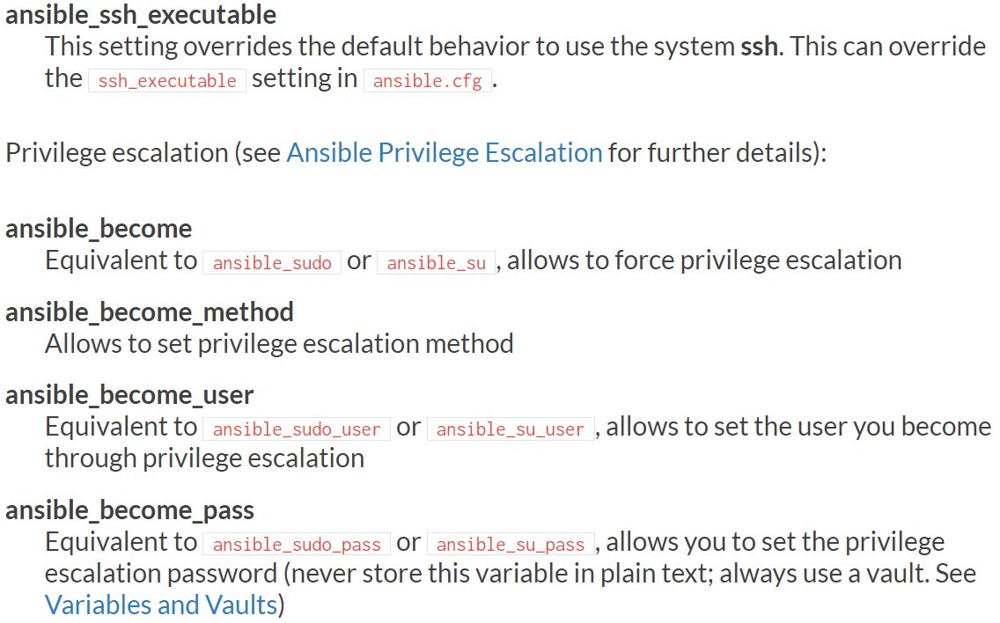 ansible_ssh_executable
This setting overrides the default behavior to use the system ssh. This can override
the ssh_executable setting in ansible.cfg.
Privilege escalation (see Ansible Privilege Escalation for further details):
ansible_become
Equivalent to ansible_sudo or ansible_su, allows to force privilege escalation
ansible_become_method
Allows to set privilege escalation method
ansible_become_user
Equivalent to ansible_sudo_user or ansible_su_user, allows to set the user you become
through privilege escalation
ansible_become_pass
Equivalent to ansible_sudo_pass or ansible_su_pass, allows you to set the privilege
escalation password (never store this variable in plain text; always use a vault. See
Variables and Vaults)